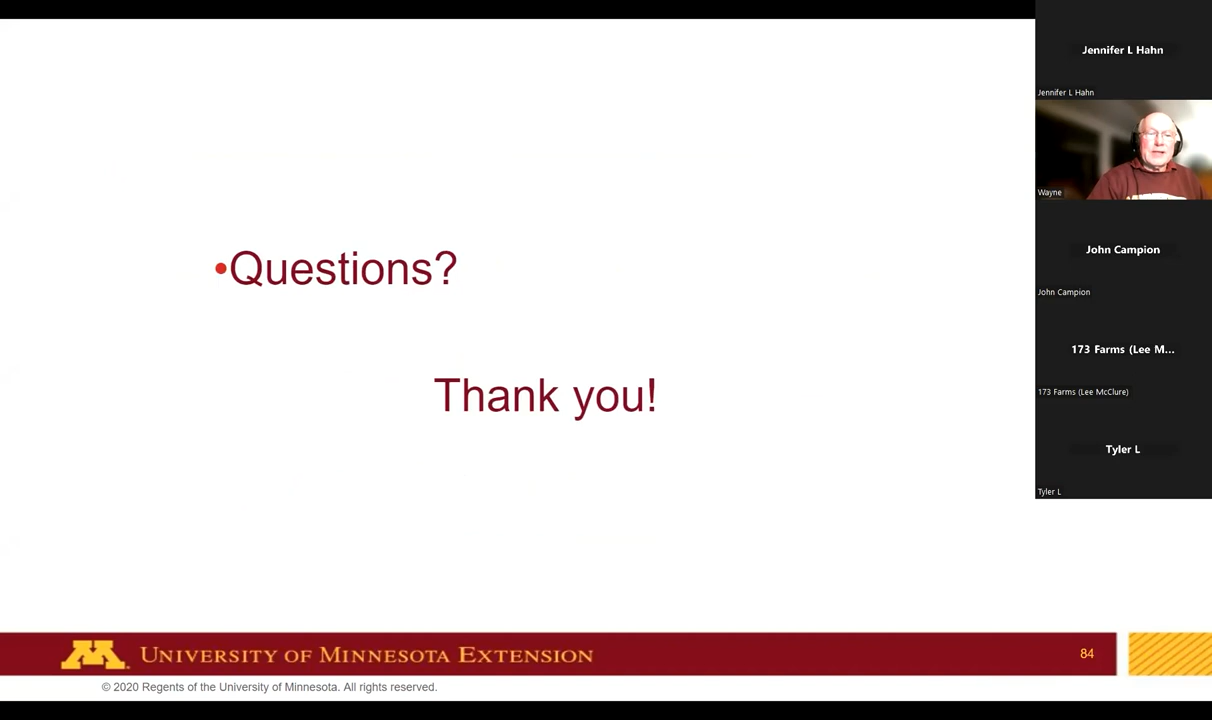 Jennifer L Hahn
Jennifer L Hahn
Wayne
John Campion
John Campion
173 Farms (Lee M...
173 Farms (Lee McClure)
Tyler L
Tyler L
•Questions?
Thank you!
UNIVERSITY OF MINNESOTA EXTENSION
84
© 2020 Regents of the University of Minnesota. All rights reserved.